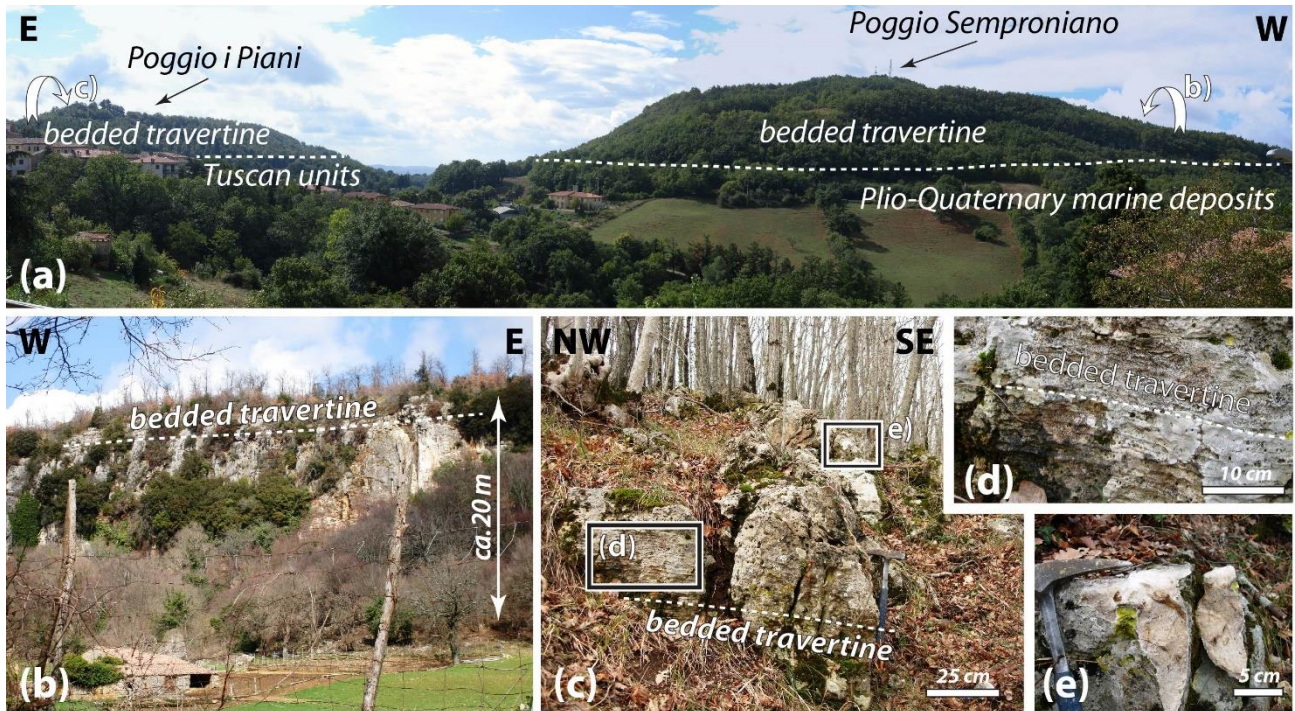 E
Poggio i Piani
Poggio Semproniano
W
c)
b)
bedded travertine
bedded travertine
Tuscan units
Plio-Quaternary marine deposits
(a)
W
E
bedded travertine
ca.20 m
(b)
NW
SE
e)
(d)
bedded travertine
(c)
25 cm
bedded travertine
(d)
10 cm
(e)
5 cm